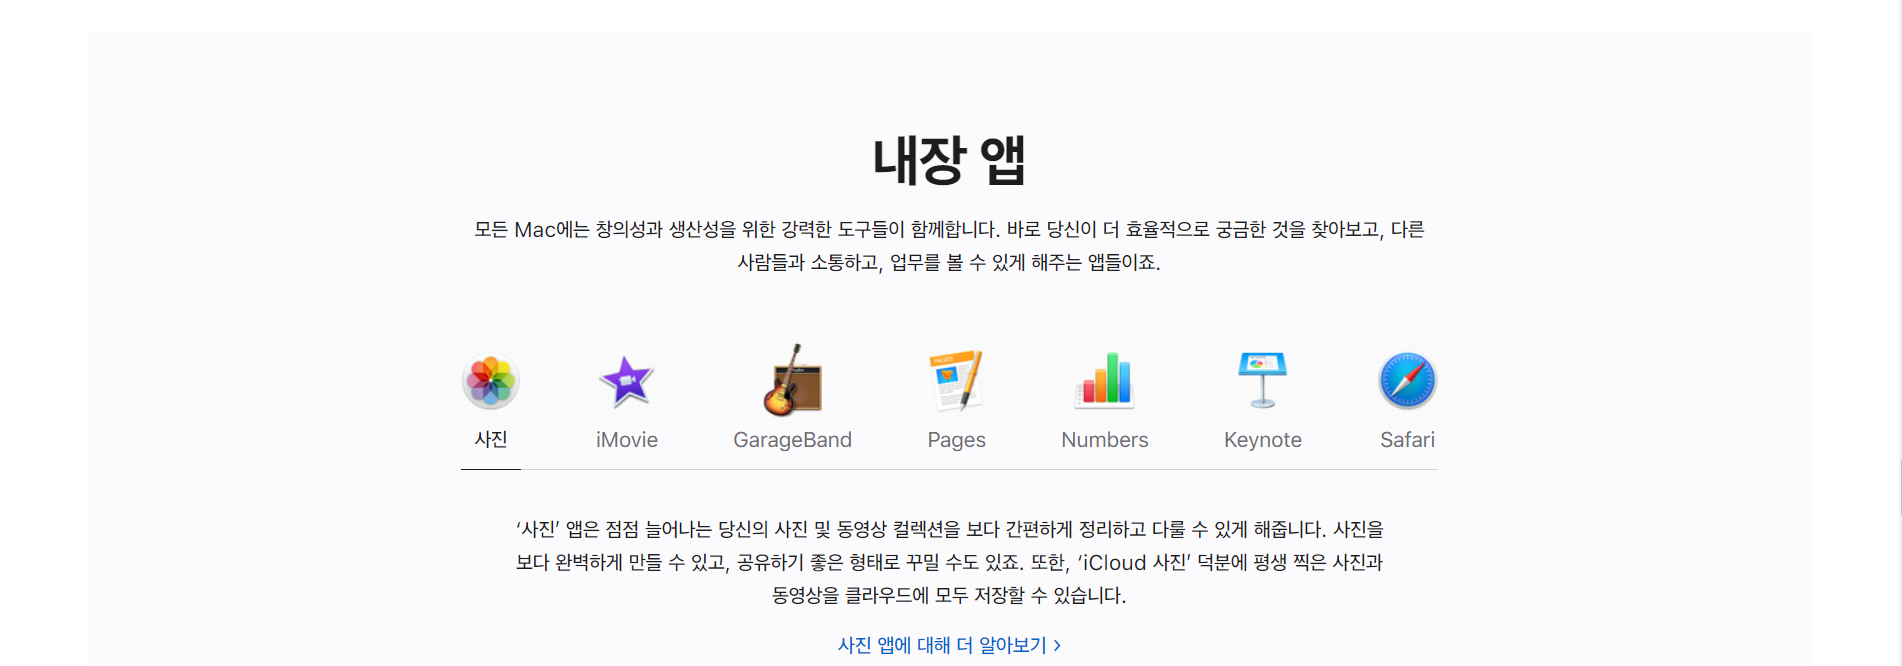 내장 앱
모든 Mac에는 창의성과 생산성을 위한 강력한 도구들이 함께합니다. 바로 당신이 더 효율적으로 궁금한 것을 찾아보고, 다른
사람들과 소통하고, 업무를 볼 수 있게 해주는 앱들이죠.
PAGES
사진 iMovie GarageBand Pages Numbers Keynote Safari
‘사진’ 앱은 점점 늘어나는 당신의 사진 및 동영상 컬렉션을 보다 간편하게 정리하고 다룰 수 있게 해줍니다. 사진을
보다 완벽하게 만들 수 있고, 공유하기 좋은 형태로 꾸밀 수도 있죠. 또한, ‘iCloud 사진’ 덕분에 평생 찍은 사진과
동영상을 클라우드에 모두 저장할 수 있습니다.
사진 앱에 대해 더 알아보기 >